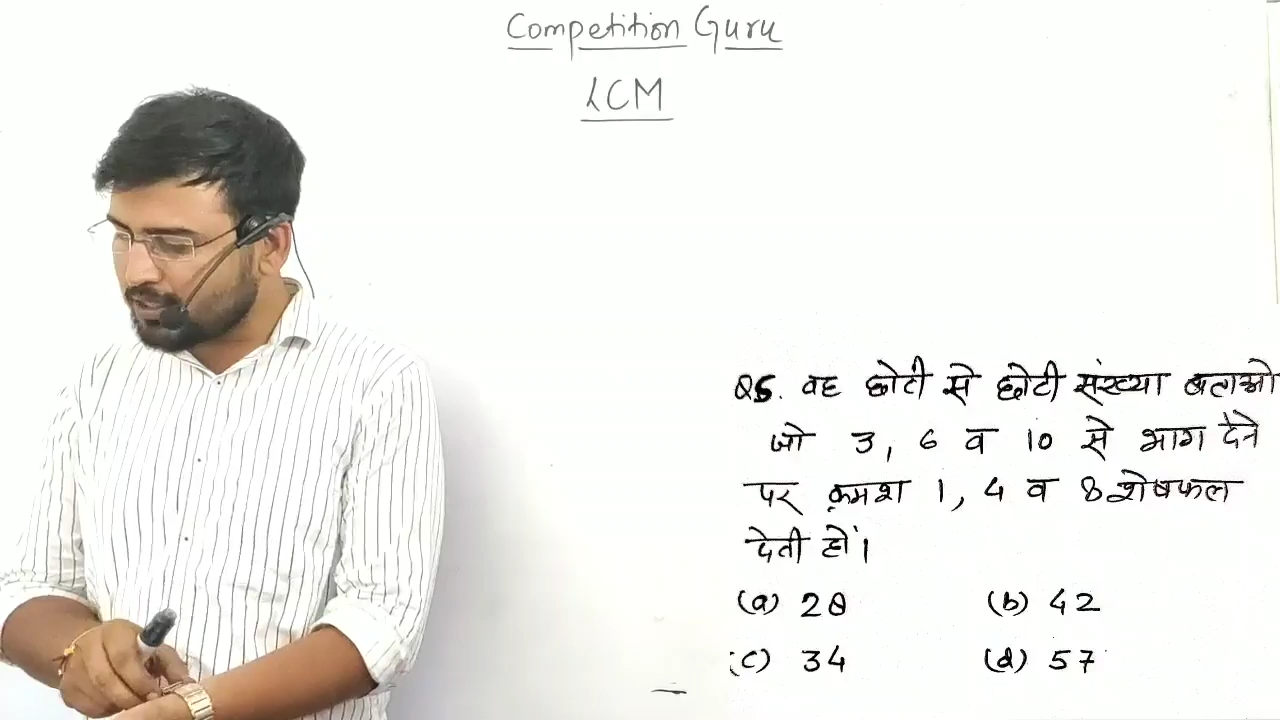 Competition Guru
LCM
Q5. वह छोटी से छोटी संख्या बताओ
जो 3, 6 व 10 से भाग देने
पर क्रमश 1, 4 व 8 शेषफल
देती हों।
(a) 28 (b) 42
(c) 34 (d) 57